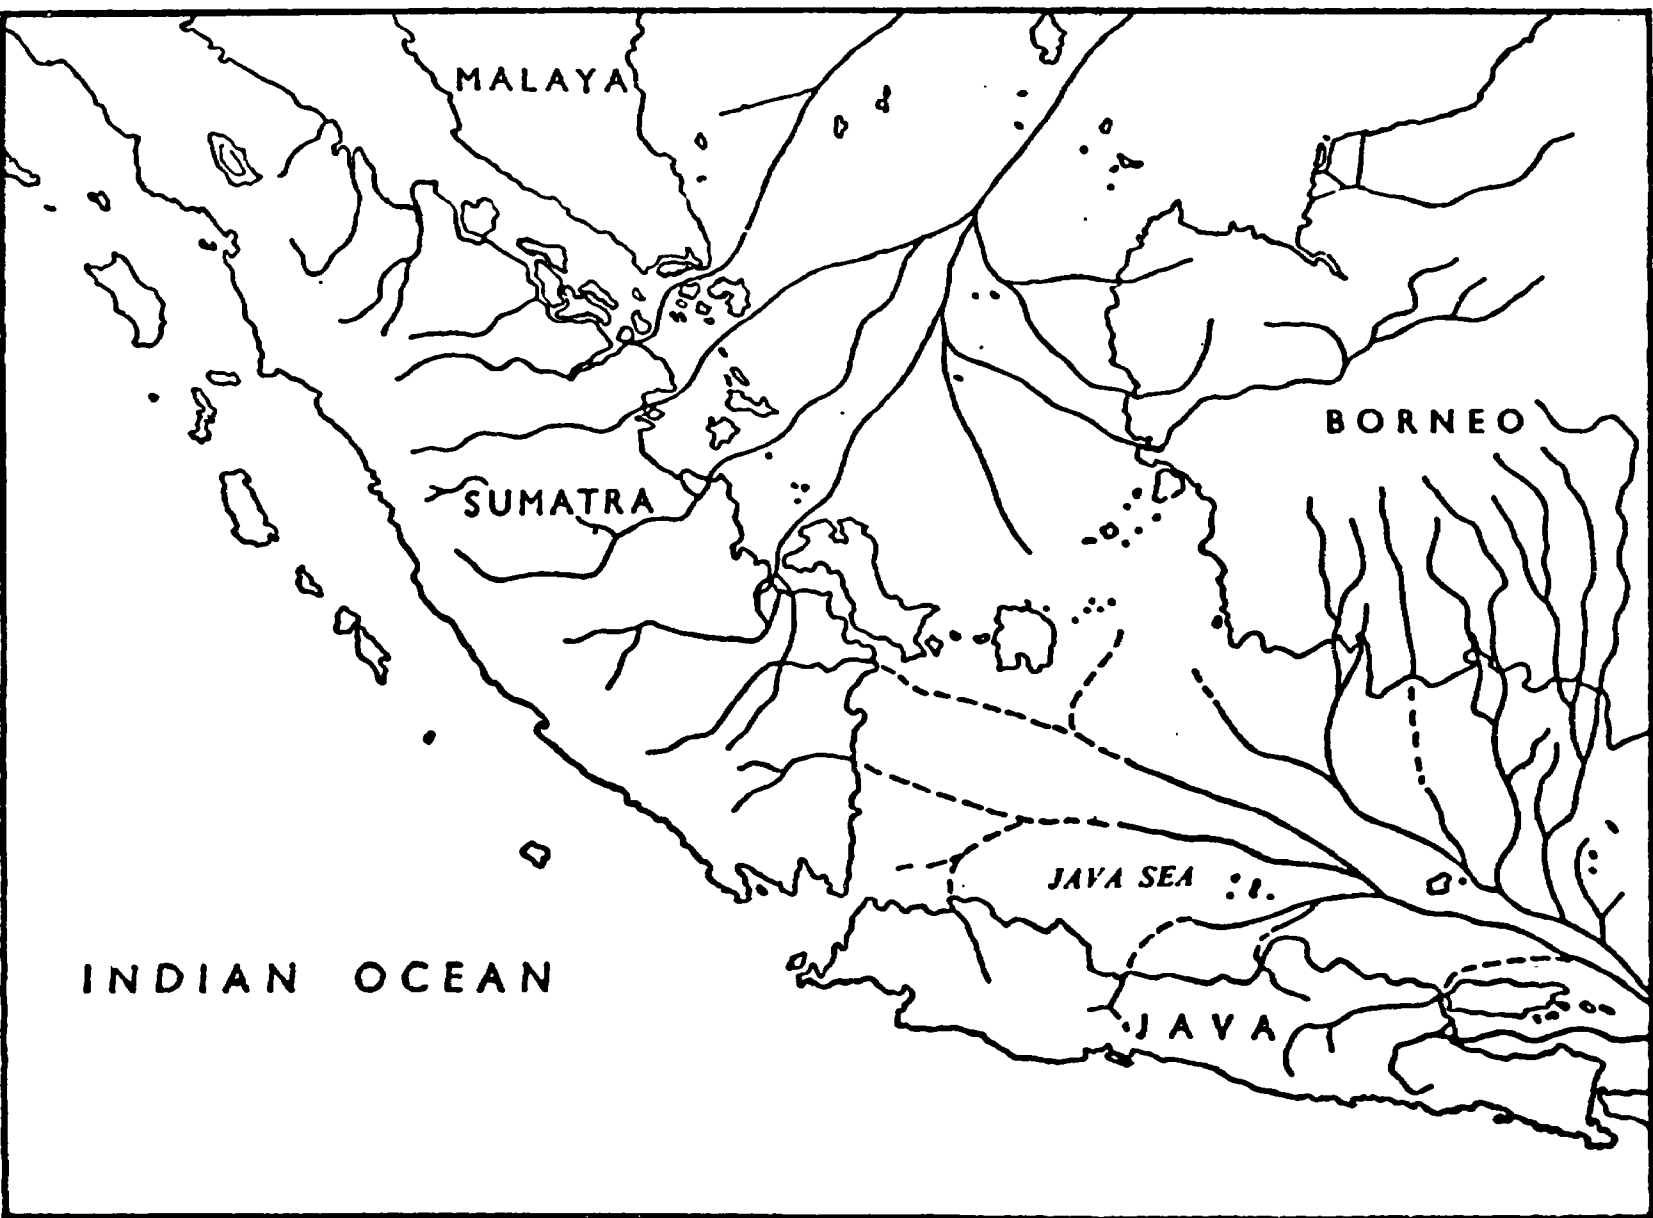 MALAYA
BORNEO
SUMATRA
JAVA SEA
INDIAN OCEAN
JAVA